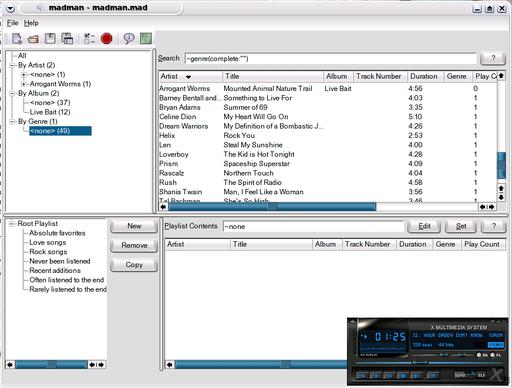 madman - madman.mad
File Help
Search ~genre(complete:"") ?
All
By Artist (2)
<none> (1)
Arrogant Worms (1)
By Album (2)
<none> (37)
Live Bait (12)
By Genre (1)
<none> (49)
Artist Title Album Track Number Duration Genre Play Co
Arrogant Worms Mounted Animal Nature Trail Live Bait 4:56 0
Barney Bentall and... Something to Live For 4:03 1
Bryan Adams Summer of 69 3:35 1
Celine Dion My Heart Will Go On 5:10 1
Dream Warriors My Definition of a Bombastic J... 1
Helix Rock You 2:53 1
Len Steal My Sunshine 4:00 1
Loverboy The Kid is Hot Tonight 4:28 1
Prism Spaceship Superstar 4:09 1
Rascalz Northern Touch 4:04 1
Rush The Spirit of Radio 4:58 1
Shania Twain Man, I Feel Like a Woman 3:56 1
Tal Bachman She's So High 3:46 1
Root Playlist
Absolute favorites
Love songs
Rock songs
Never been listened
Recent additions
Often listened to the end
Rarely listened to the end
New
Remove
Copy
Playlist Contents ~none Edit Set ?
Artist Title Album Track Number Duration Genre Play Count
X MULTIMEDIA SYSTEM
01:25
32. YOUR DADDY DONT KNOW TORON
128 kbps 44 kHz STEREO